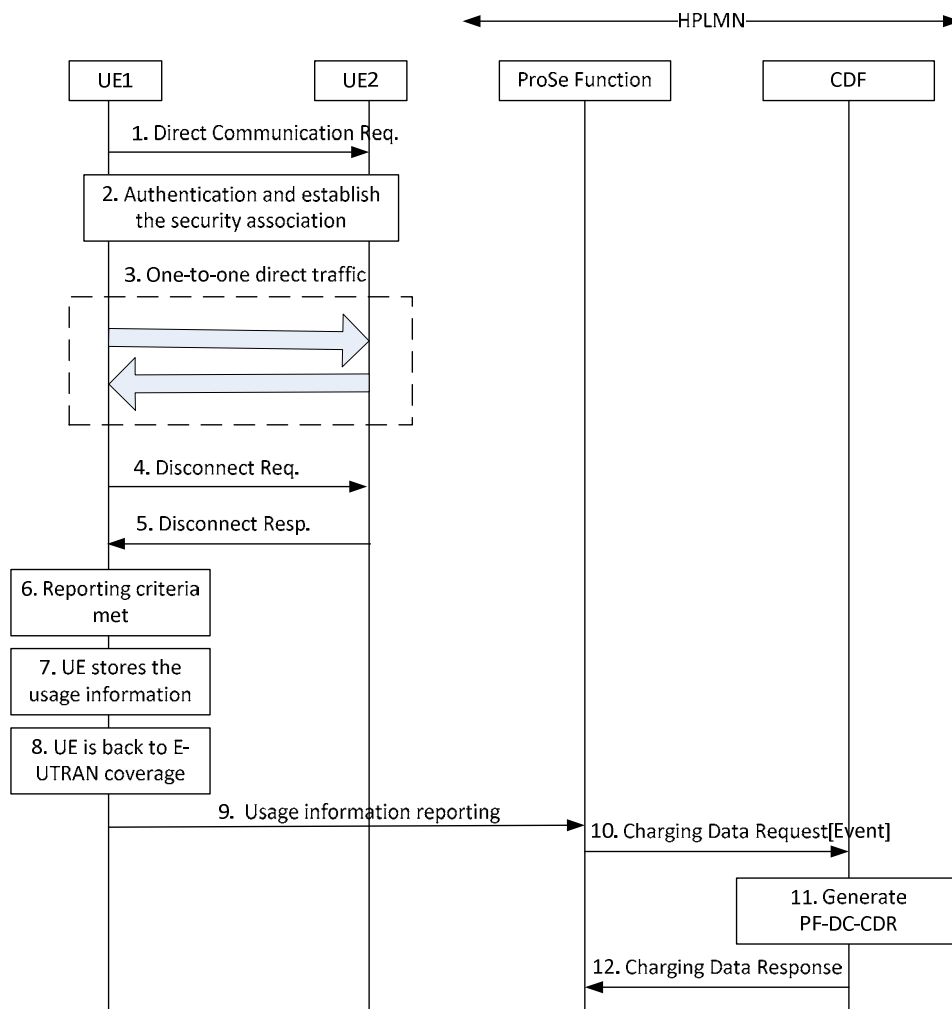 HPLMN
UE1
UE2
ProSe Function
CDF
1. Direct Communication Req.
2. Authentication and establish
the security association
3. One-to-one direct traffic
4. Disconnect Req.
5. Disconnect Resp.
6. Reporting criteria
met
7. UE stores the
usage information
8. UE is back to E-
UTRAN coverage
9. Usage information reporting
10. Charging Data Request[Event]
11. Generate
PF-DC-CDR
12. Charging Data Response